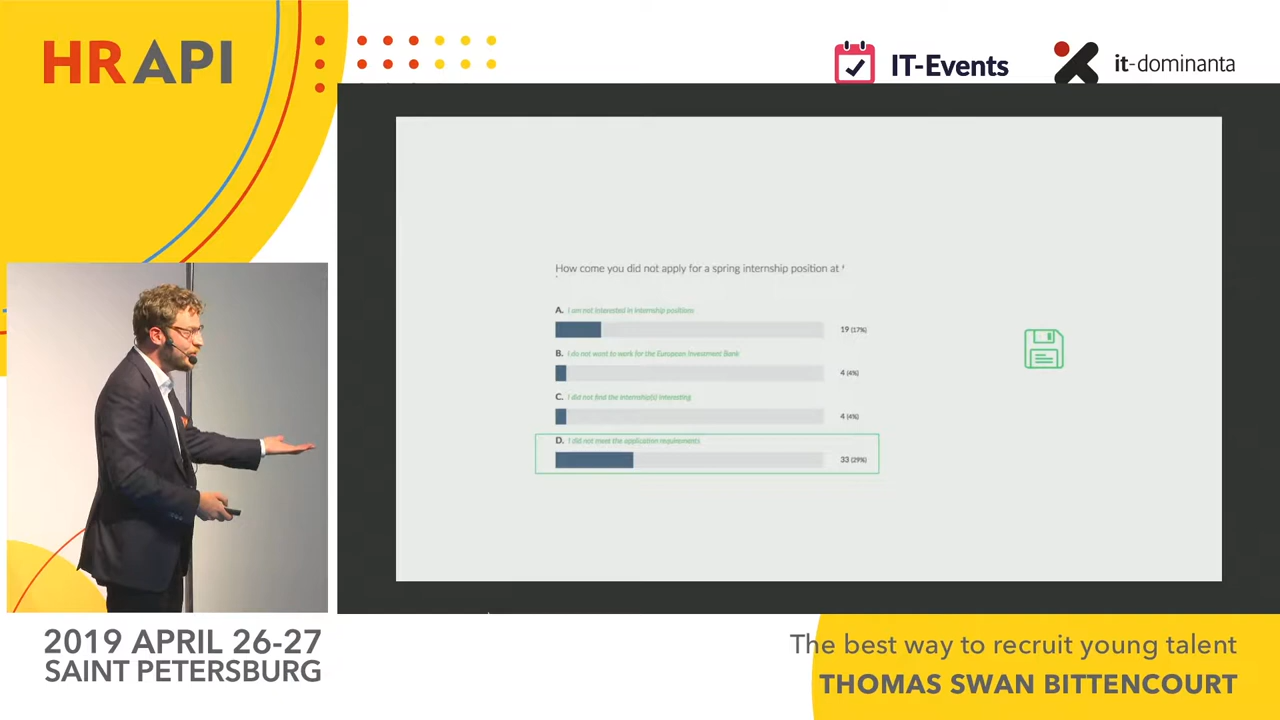 HR API
IT-Events
it-dominanta
How come you did not apply for a spring internship position at
A. I am not interested in internship positions
19 (17%)
B. I do not want to work for the European Investment Bank
4 (4%)
C. I did not find the internship(s) interesting
4 (4%)
D. I did not meet the application requirements
33 (29%)
2019 APRIL 26-27
SAINT PETERSBURG
The best way to recruit young talent
THOMAS SWAN BITTENCOURT